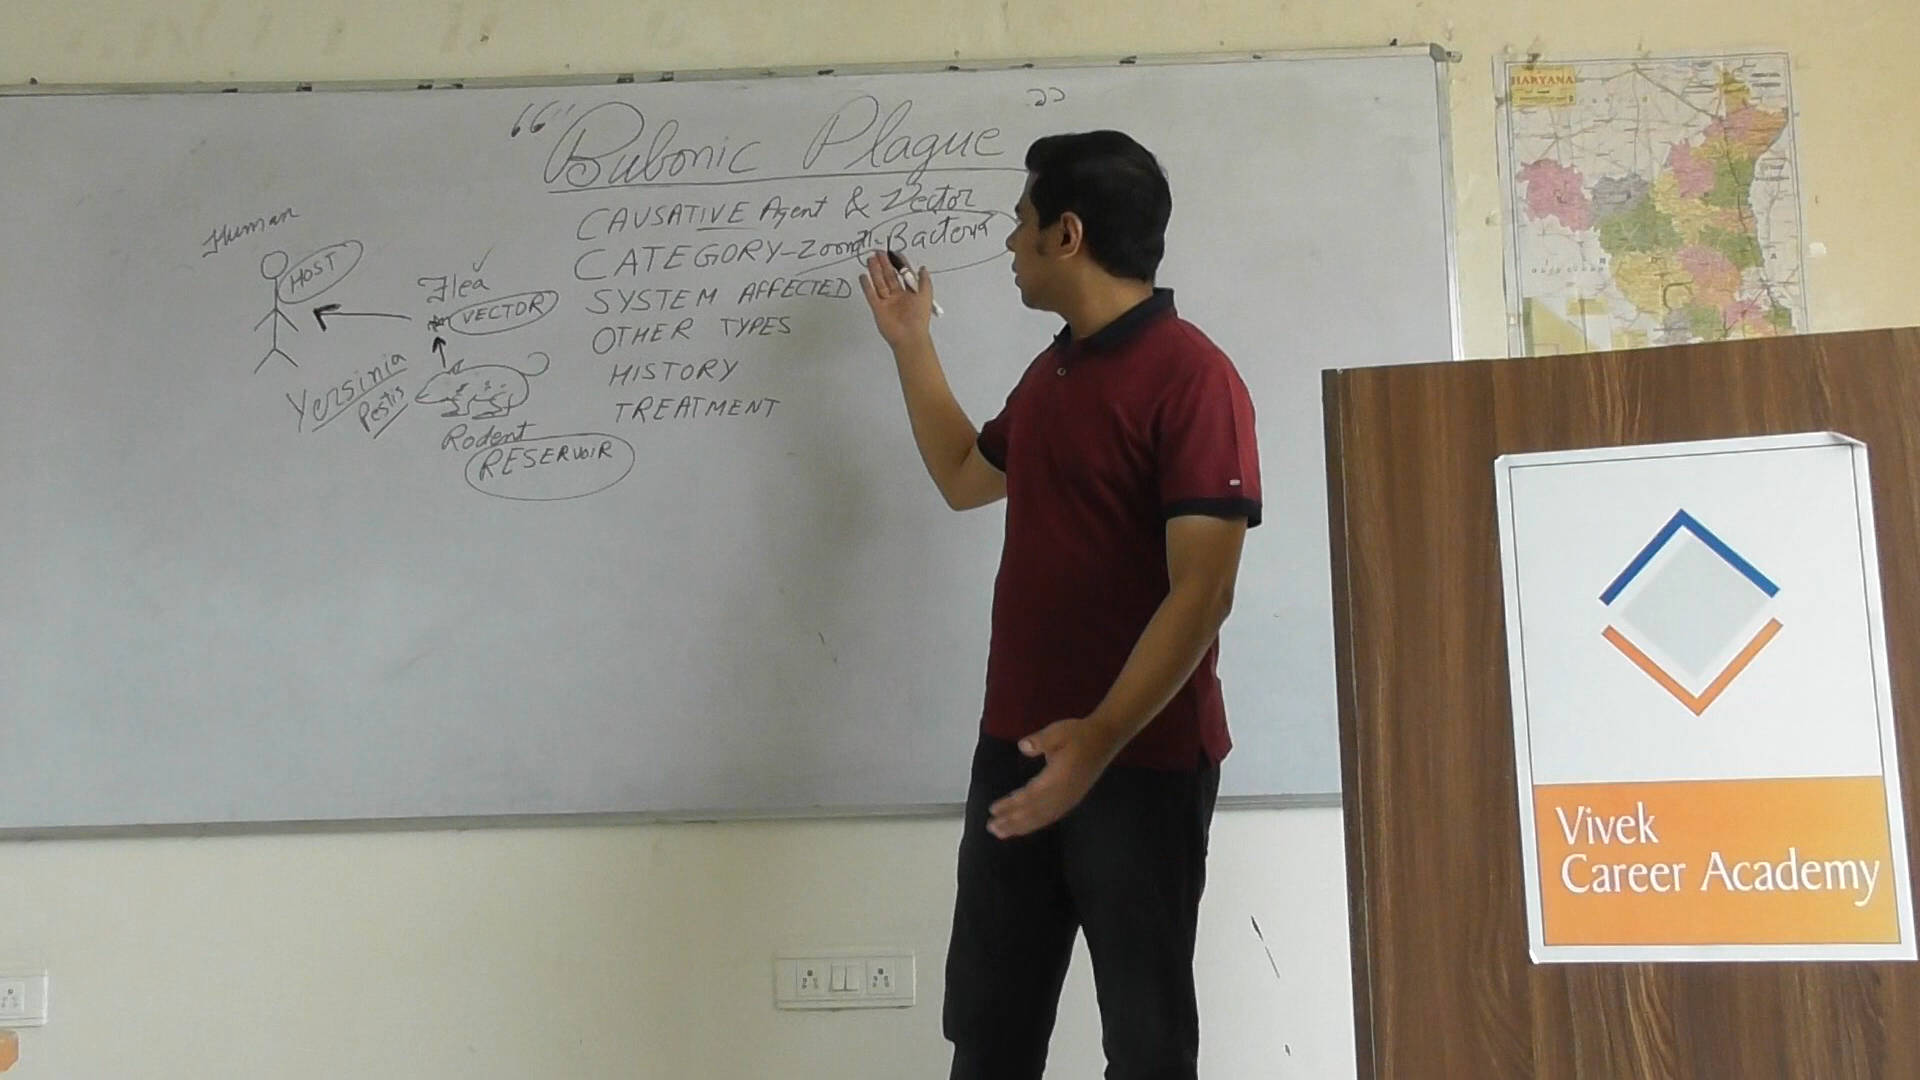 “Bubonic Plague”
CAUSATIVE Agent & Vector
CATEGORY - Bacteria
SYSTEM AFFECTED
OTHER TYPES
HISTORY
TREATMENT
Human
HOST
Flea
VECTOR
Yersinia
Pestis
Rodent
RESERVOIR
HARYANA
Vivek
Career Academy